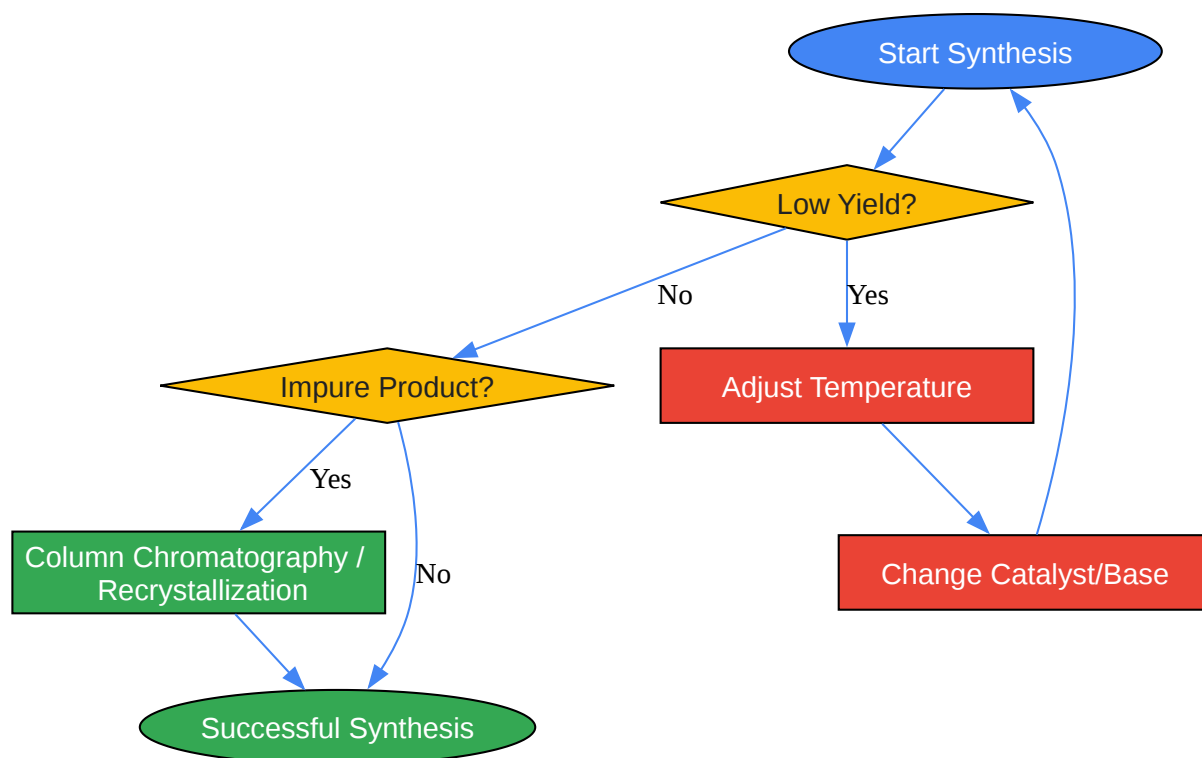 Start Synthesis
Low Yield?
No
Yes
Impure Product?
Adjust Temperature
Yes
Column Chromatography /
Recrystallization
No
Change Catalyst/Base
Successful Synthesis